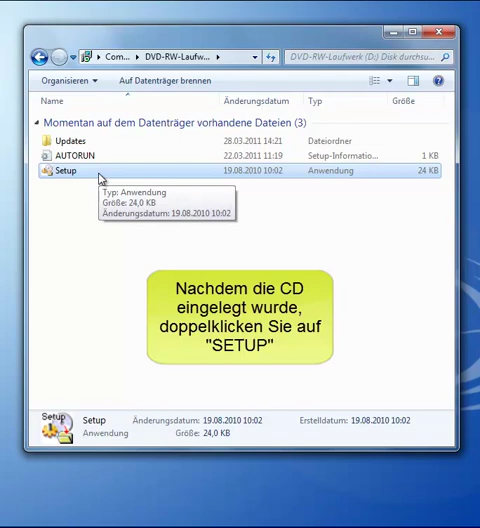 Com...
DVD-RW-Laufw...
DVD-RW-Laufwerk (D:) Disk durchsu...
Organisieren
Auf Datenträger brennen
Name Änderungsdatum Typ Größe
Momentan auf dem Datenträger vorhandene Dateien (3)
Updates 28.03.2011 14:21 Dateiordner
AUTORUN 22.03.2011 11:19 Setup-Informatio... 1 KB
Setup 19.08.2010 10:02 Anwendung 24 KB
Typ: Anwendung
Größe: 24,0 KB
Änderungsdatum: 19.08.2010 10:02
Nachdem die CD
eingelegt wurde,
doppelklicken Sie auf
"SETUP"
Setup
Setup Änderungsdatum: 19.08.2010 10:02 Erstelldatum: 19.08.2010 10:02
Anwendung Größe: 24,0 KB